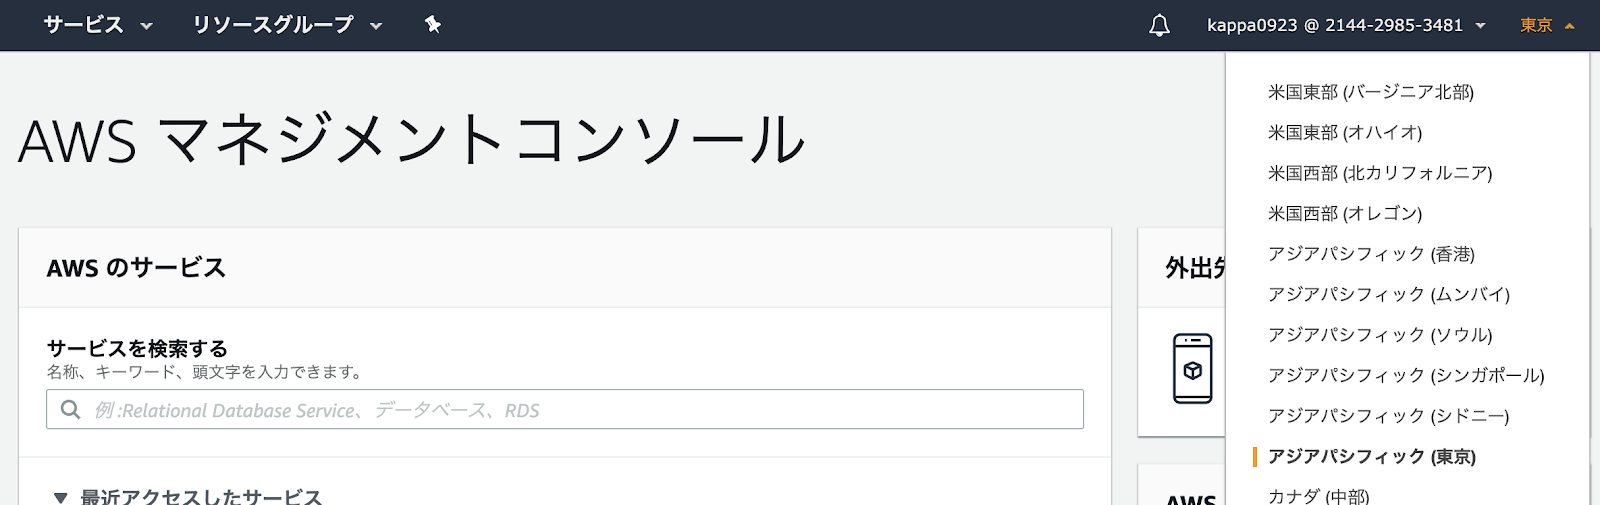 サービス リソースグループ kappa0923 @ 2144-2985-3481 東京
AWS マネジメントコンソール
AWS のサービス
サービスを検索する
名称、キーワード、頭文字を入力できます。
例 :Relational Database Service、データベース、RDS
最近アクセスしたサービス
外出先
AWS
米国東部 (バージニア北部)
米国東部 (オハイオ)
米国西部 (北カリフォルニア)
米国西部 (オレゴン)
アジアパシフィック (香港)
アジアパシフィック (ムンバイ)
アジアパシフィック (ソウル)
アジアパシフィック (シンガポール)
アジアパシフィック (シドニー)
アジアパシフィック (東京)
カナダ (中部)